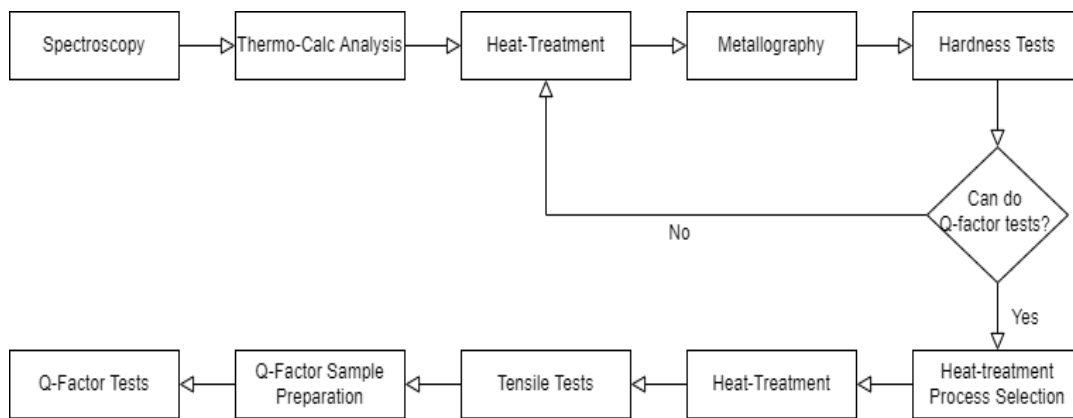 Spectroscopy
Thermo-Calc Analysis
Heat-Treatment
Metallography
Hardness Tests
Can do
Q-factor tests?
No
Yes
Heat-treatment
Process Selection
Heat-Treatment
Tensile Tests
Q-Factor Sample
Preparation
Q-Factor Tests